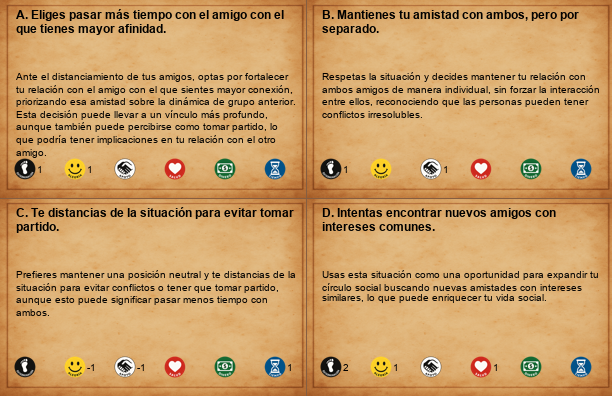 A. Eliges pasar más tiempo con el amigo con el
que tienes mayor afinidad.
Ante el distanciamiento de tus amigos, optas por fortalecer
tu relación con el amigo con el que sientes mayor conexión,
priorizando esa amistad sobre la dinámica de grupo anterior.
Esta decisión puede llevar a un vínculo más profundo,
aunque también puede percibirse como tomar partido, lo
que podría tener implicaciones en tu relación con el otro
amigo.
1 1
B. Mantienes tu amistad con ambos, pero por
separado.
Respetas la situación y decides mantener tu relación con
ambos amigos de manera individual, sin forzar la interacción
entre ellos, reconociendo que las personas pueden tener
conflictos irresolubles.
1 1
C. Te distancias de la situación para evitar tomar
partido.
Prefieres mantener una posición neutral y te distancias de la
situación para evitar conflictos o tener que tomar partido,
aunque esto puede significar pasar menos tiempo con
ambos.
-1 -1 1
D. Intentas encontrar nuevos amigos con
intereses comunes.
Usas esta situación como una oportunidad para expandir tu
círculo social buscando nuevas amistades con intereses
similares, lo que puede enriquecer tu vida social.
2 1 1